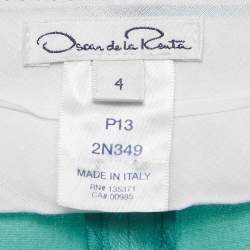 Oscar de la Renta
4
P13
2N349
MADE IN ITALY
RN# 135371
CA# 00985